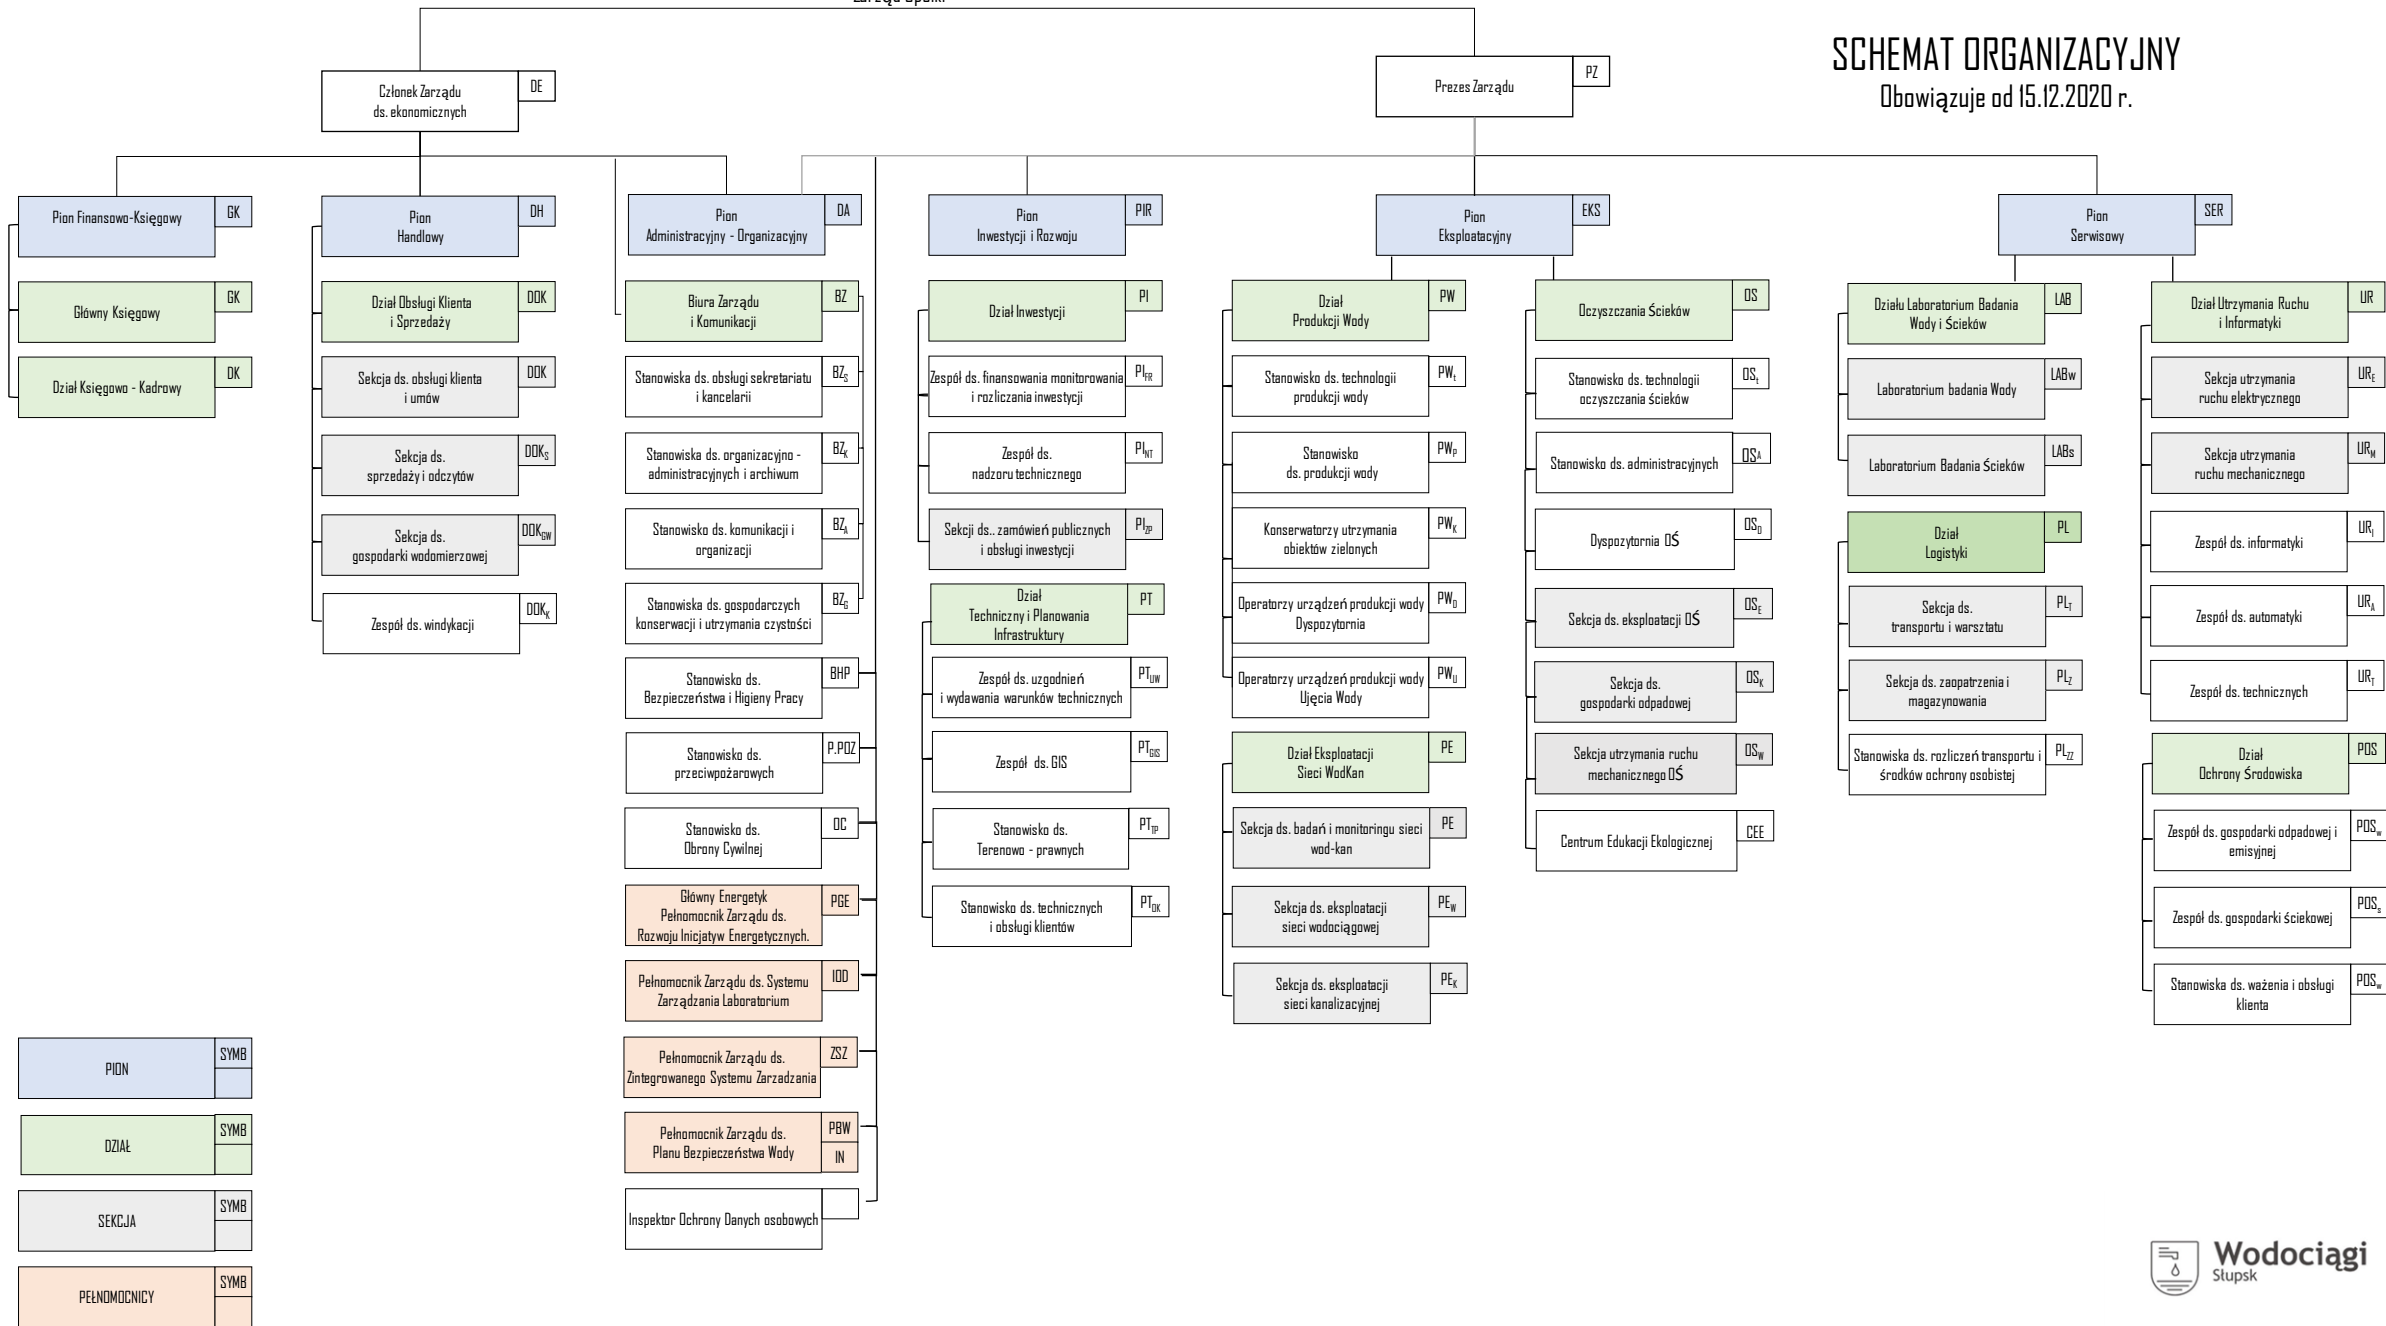 SCHEMAT ORGANIZACYJNY
Obowiązuje od 15.12.2020 r.
Członek Zarządu
ds. ekonomicznych
DE
Prezes Zarządu
PZ
Pion Finansowo-Księgowy
GK
Główny Księgowy
GK
Dział Księgowo - Kadrowy
DK
Pion
Handlowy
DH
Dział Obsługi Klienta
i Sprzedaży
DOK
Sekcja ds. obsługi klienta
i umów
DOK
Sekcja ds.
sprzedaży i odczytów
DOKS
Sekcja ds.
gospodarki wodomierzowej
DOKGW
Zespół ds. windykacji
DOKK
Pion
Administracyjny - Organizacyjny
DA
Biura Zarządu
i Komunikacji
BZ
Stanowiska ds. obsługi sekretariatu
i kancelarii
BZS
Stanowiska ds. organizacyjno -
administracyjnych i archiwum
BZK
Stanowisko ds. komunikacji i
organizacji
BZA
Stanowiska ds. gospodarczych
konserwacji i utrzymania czystości
BZG
Stanowisko ds.
Bezpieczeństwa i Higieny Pracy
BHP
Stanowisko ds.
przeciwpożarowych
P.POZ
Stanowisko ds.
Obrony Cywilnej
OC
Główny Energetyk
Pełnomocnik Zarządu ds.
Rozwoju Inicjatyw Energetycznych.
PGE
Pełnomocnik Zarządu ds. Systemu
Zarządzania Laboratorium
IOD
Pełnomocnik Zarządu ds.
Zintegrowanego Systemu Zarzadzania
ZSZ
Pełnomocnik Zarządu ds.
Planu Bezpieczeństwa Wody
PBW
IN
Inspektor Ochrony Danych osobowych
Pion
Inwestycji i Rozwoju
PIR
Dział Inwestycji
PI
Zespół ds. finansowania monitorowania
i rozliczania inwestycji
PIFR
Zespół ds.
nadzoru technicznego
PINT
Sekcji ds.. zamówień publicznych
i obsługi inwestycji
PIZP
Dział
Techniczny i Planowania
Infrastruktury
PT
Zespół ds. uzgodnień
i wydawania warunków technicznych
PTUW
Zespół ds. GIS
PTGIS
Stanowisko ds.
Terenowo - prawnych
PTTP
Stanowisko ds. technicznych
i obsługi klientów
PTOK
Pion
Eksploatacyjny
EKS
Dział
Produkcji Wody
PW
Stanowisko ds. technologii
produkcji wody
PWt
Stanowisko
ds. produkcji wody
PWP
Konserwatorzy utrzymania
obiektów zielonych
PWK
Operatorzy urządzeń produkcji wody
Dyspozytornia
PWD
Operatorzy urządzeń produkcji wody
Ujęcia Wody
PWU
Dział Eksploatacji
Sieci WodKan
PE
Sekcja ds. badań i monitoringu sieci
wod-kan
PE
Sekcja ds. eksploatacji
sieci wodociągowej
PEW
Sekcja ds. eksploatacji
sieci kanalizacyjnej
PEK
Oczyszczania Ścieków
OS
Stanowisko ds. technologii
oczyszczania ścieków
OSt
Stanowisko ds. administracyjnych
OSA
Dyspozytornia OŚ
OSD
Sekcja ds. eksploatacji OŚ
OSE
Sekcja ds.
gospodarki odpadowej
OSK
Sekcja utrzymania ruchu
mechanicznego OŚ
OSW
Centrum Edukacji Ekologicznej
CEE
Pion
Serwisowy
SER
Działu Laboratorium Badania
Wody i Ścieków
LAB
Laboratorium badania Wody
LABw
Laboratorium Badania Ścieków
LABs
Dział
Logistyki
PL
Sekcja ds.
transportu i warsztatu
PLT
Sekcja ds. zaopatrzenia i
magazynowania
PLZ
Stanowiska ds. rozliczeń transportu i
środków ochrony osobistej
PLZZ
Dział Utrzymania Ruchu
i Informatyki
UR
Sekcja utrzymania
ruchu elektrycznego
URE
Sekcja utrzymania
ruchu mechanicznego
URM
Zespół ds. informatyki
URI
Zespół ds. automatyki
URA
Zespół ds. technicznych
URT
Dział
Ochrony Środowiska
POS
Zespół ds. gospodarki odpadowej i
emisyjnej
POSw
Zespół ds. gospodarki ściekowej
POSs
Stanowiska ds. ważenia i obsługi
klienta
POSw
PION
SYMB
DZIAŁ
SYMB
SEKCJA
SYMB
PEŁNOMOCNICY
SYMB
Wodociągi
Słupsk